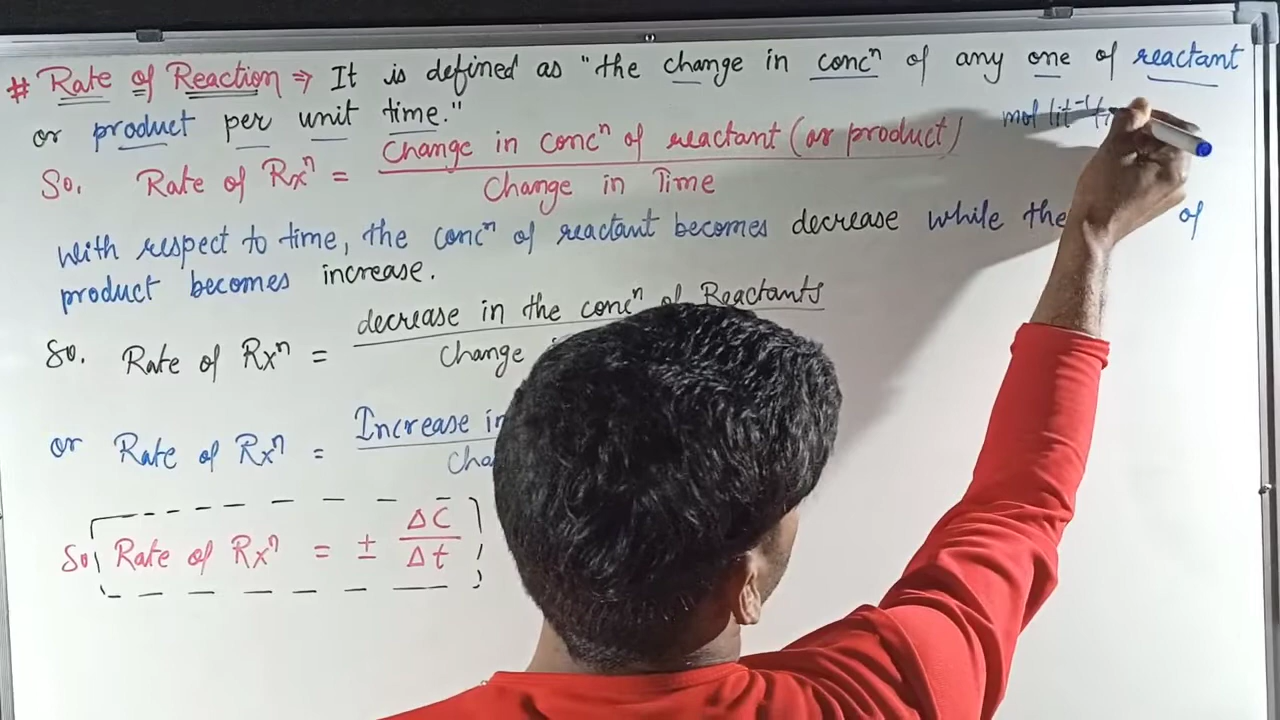 # Rate of Reaction ⇒ It is defined as "the change in concⁿ of any one of reactant
or product per unit time."
mol lit⁻¹/
So, Rate of Rxⁿ = Change in concⁿ of reactant (or product)
Change in Time
With respect to time, the concⁿ of reactant becomes decrease while the of
product becomes increase.
So, Rate of Rxⁿ = decrease in the concⁿ of Reactants
Change
or Rate of Rxⁿ = Increase in
So, Rate of Rxⁿ = ± ΔC
Δt